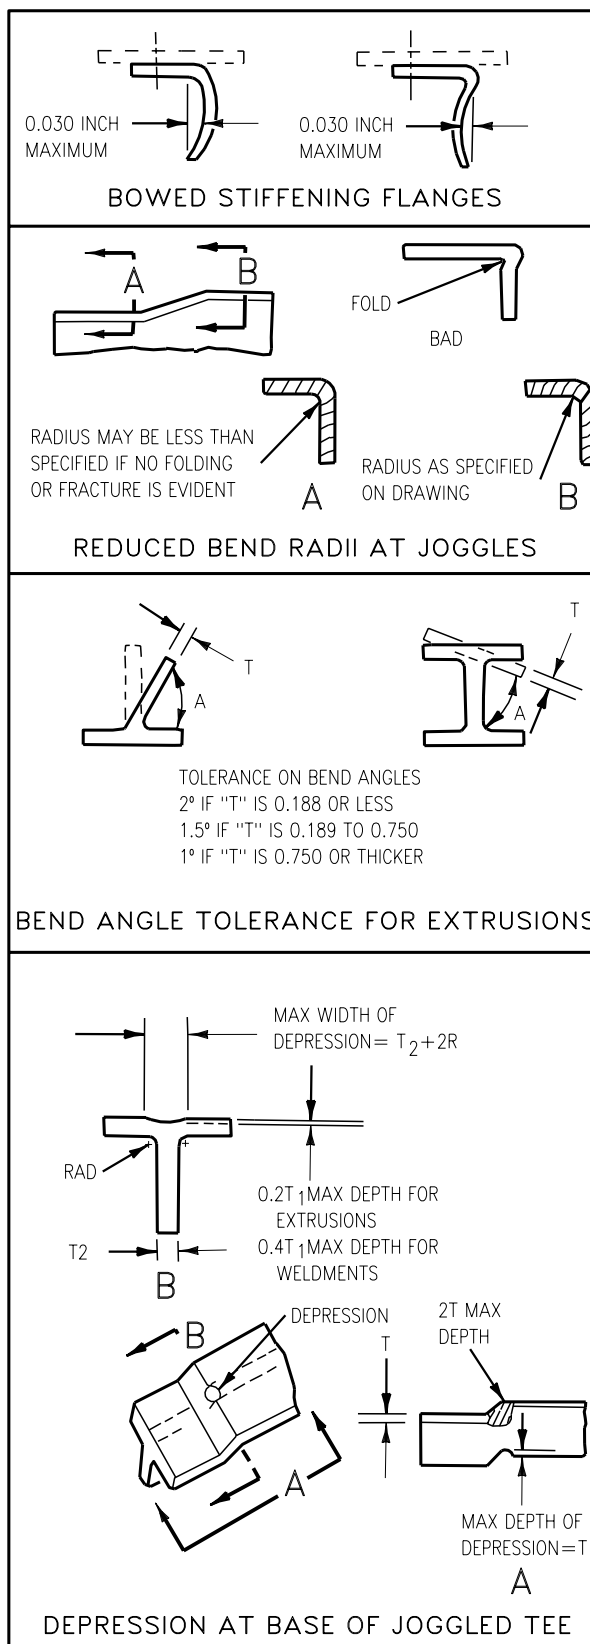 0.030 INCH
MAXIMUM
0.030 INCH
MAXIMUM
BOWED STIFFENING FLANGES
A
B
FOLD
BAD
RADIUS MAY BE LESS THAN
SPECIFIED IF NO FOLDING
OR FRACTURE IS EVIDENT
A
RADIUS AS SPECIFIED
ON DRAWING
B
REDUCED BEND RADII AT JOGGLES
T
A
T
A
TOLERANCE ON BEND ANGLES
2° IF "T" IS 0.188 OR LESS
1.5° IF "T" IS 0.189 TO 0.750
1° IF "T" IS 0.750 OR THICKER
BEND ANGLE TOLERANCE FOR EXTRUSIONS
MAX WIDTH OF
DEPRESSION= T2+2R
RAD
0.2T1MAX DEPTH FOR
EXTRUSIONS
0.4T1MAX DEPTH FOR
WELDMENTS
T2
B
DEPRESSION
B
A
T
2T MAX
DEPTH
MAX DEPTH OF
DEPRESSION=T
A
DEPRESSION AT BASE OF JOGGLED TEE